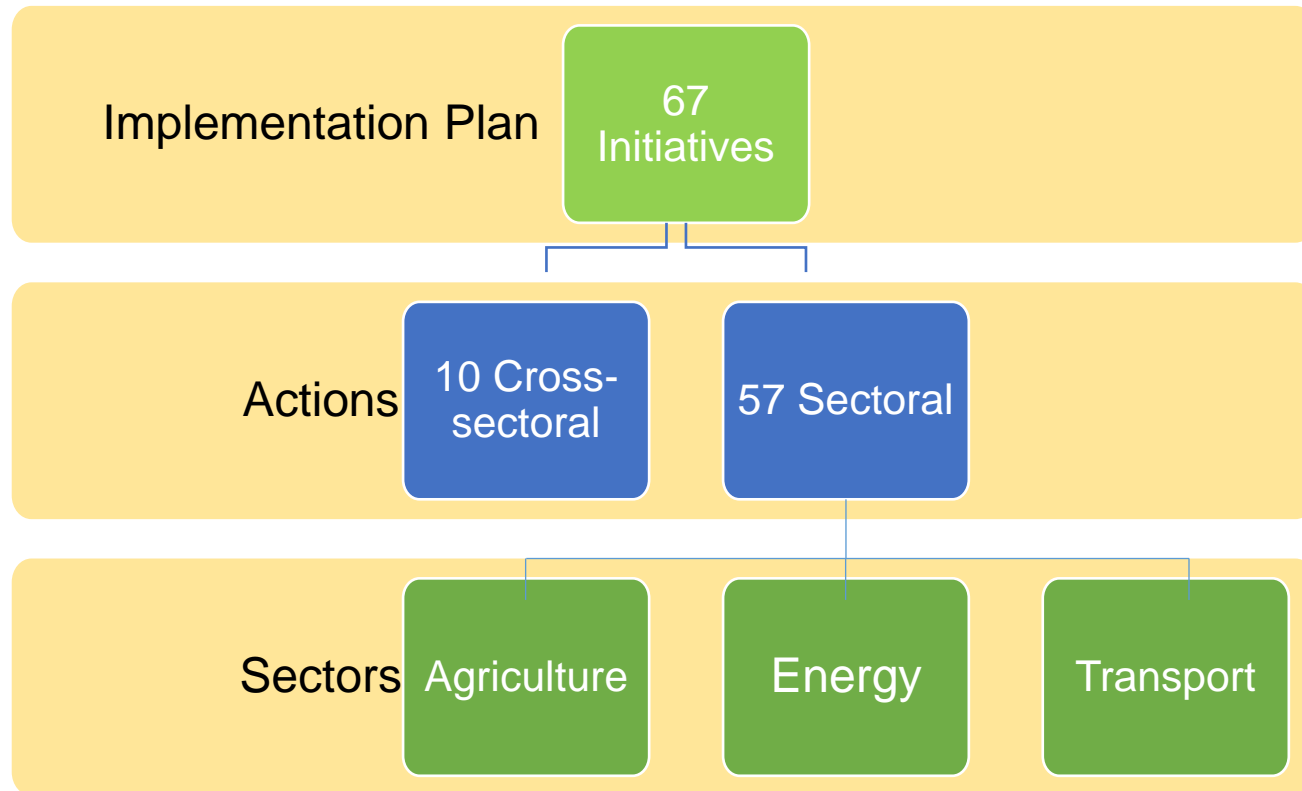 Implementation Plan
67
Initiatives
Actions
10 Cross-
sectoral
57 Sectoral
Sectors
Agriculture
Energy
Transport